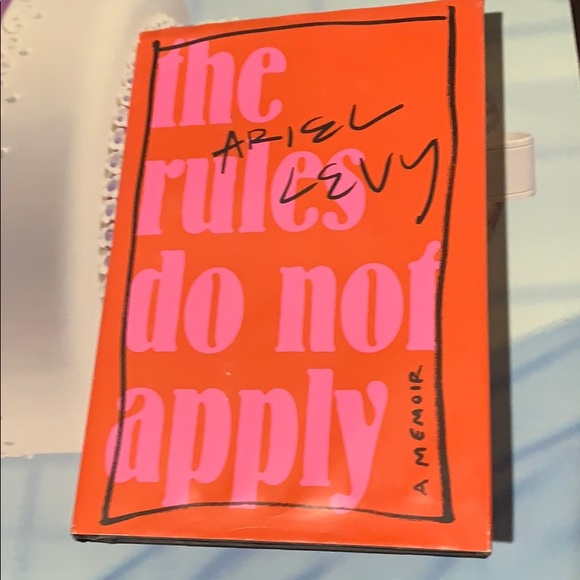 the
ARIEL
rules
LEVY
do not
apply
A MEMOIR